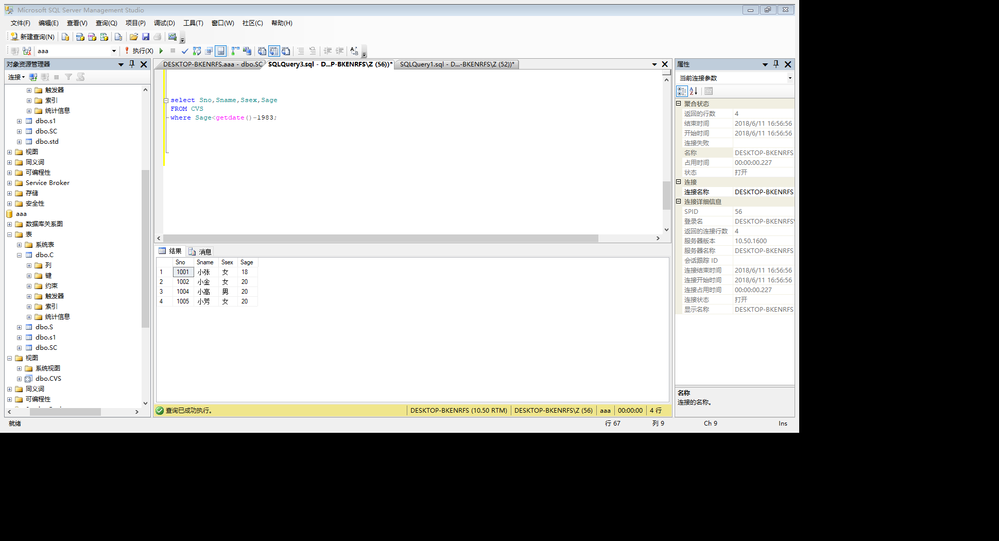 Microsoft SQL Server Management Studio
文件(F) 编辑(E) 查看(V) 查询(Q) 项目(P) 调试(D) 工具(T) 窗口(W) 社区(C) 帮助(H)
新建查询(N)
aaa 执行(X)
对象资源管理器
连接
触发器
索引
统计信息
dbo.s1
dbo.SC
dbo.std
视图
同义词
可编程性
Service Broker
存储
安全性
aaa
数据库关系图
表
系统表
dbo.C
列
键
约束
触发器
索引
统计信息
dbo.S
dbo.s1
dbo.SC
视图
系统视图
dbo.CVS
同义词
可编程性
DESKTOP-BKENRFS.aaa - dbo.SC SQLQuery3.sql - D...P-BKENRFS\Z (56))* SQLQuery1.sql - D...-BKENRFS\Z (52))*
select Sno,Sname,Ssex,Sage
FROM CVS
where Sage<getdate()-1983;
结果 消息
Sno Sname Ssex Sage
1 1001 小张 女 18
2 1002 小金 女 20
3 1004 小高 男 20
4 1005 小芳 女 20
查询已成功执行。 DESKTOP-BKENRFS (10.50 RTM) DESKTOP-BKENRFS\Z (56) aaa 00:00:00 4 行
属性
当前连接参数
聚合状态
返回的行数 4
结束时间 2018/6/11 16:56:56
开始时间 2018/6/11 16:56:56
连接失败
名称 DESKTOP-BKENRFS
占用时间 00:00:00.227
状态 打开
连接
连接名称 DESKTOP-BKENRFS
连接详细信息
SPID 56
登录名 DESKTOP-BKENRFS\
返回的连接行数 4
服务器版本 10.50.1600
服务器名称 DESKTOP-BKENRFS
会话跟踪 ID
连接结束时间 2018/6/11 16:56:56
连接开始时间 2018/6/11 16:56:56
连接占用时间 00:00:00.227
连接状态 打开
显示名称 DESKTOP-BKENRFS
名称
连接的名称。
就绪 行 67 列 9 Ch 9 Ins